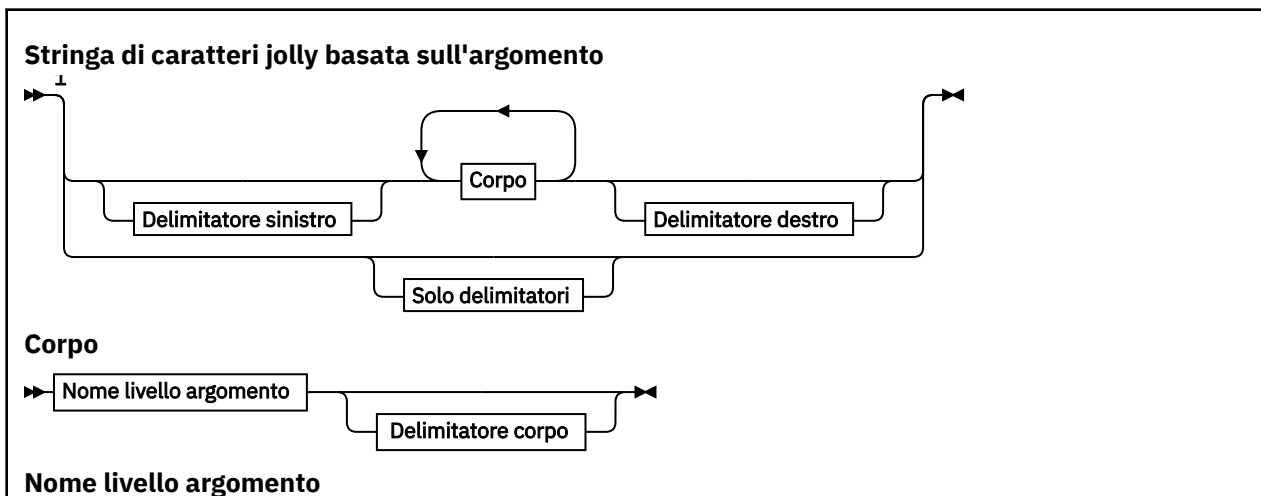 Stringa di caratteri jolly basata sull'argomento
1
Corpo
Delimitatore sinistro
Delimitatore destro
Solo delimitatori
Corpo
Nome livello argomento
Delimitatore corpo
Nome livello argomento